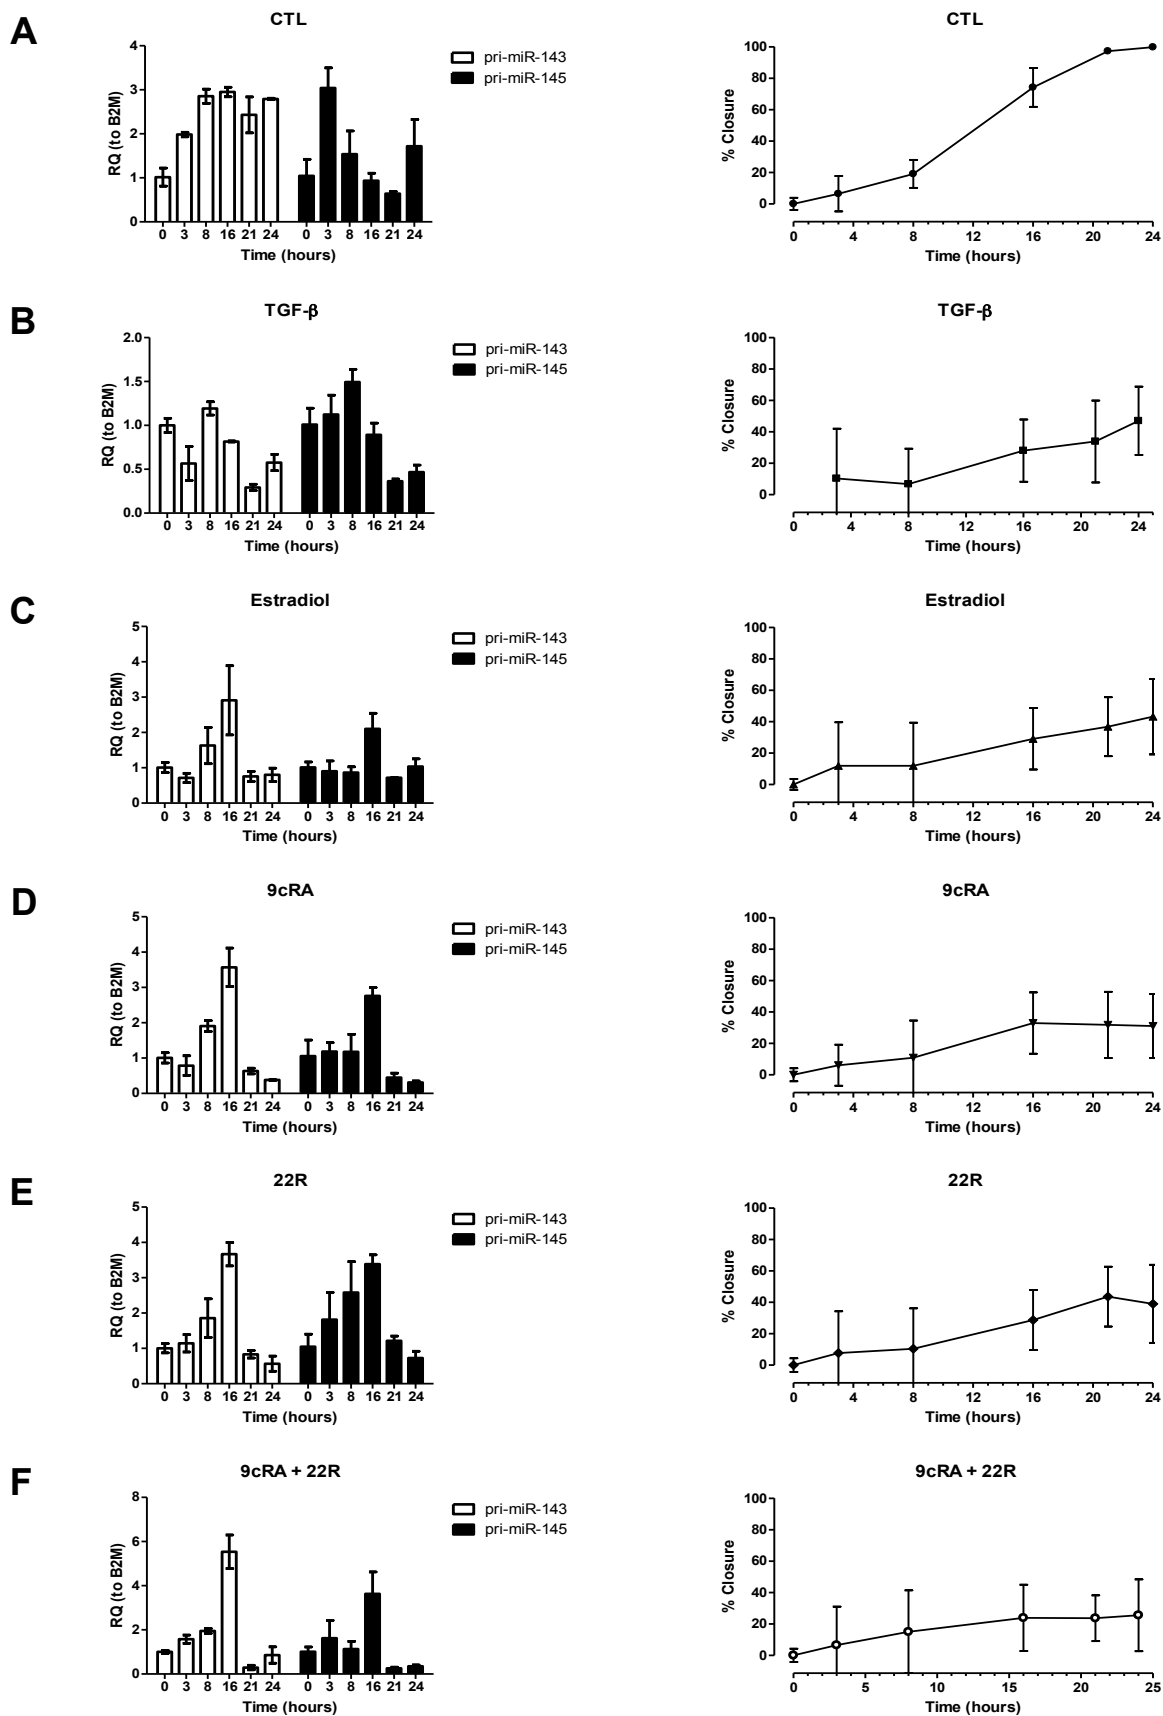 A
CTL
4
3
2
1
0
RQ (to B2M)
0 3 8 16 21 24 0 3 8 16 21 24
Time (hours)
pri-miR-143
pri-miR-145
CTL
100
80
60
40
20
0
% Closure
0 4 8 12 16 20 24
Time (hours)
B
TGF-β
2.0
1.5
1.0
0.5
0.0
RQ (to B2M)
0 3 8 16 21 24 0 3 8 16 21 24
Time (hours)
pri-miR-143
pri-miR-145
TGF-β
100
80
60
40
20
0
% Closure
0 4 8 12 16 20 24
Time (hours)
C
Estradiol
5
4
3
2
1
0
RQ (to B2M)
0 3 8 16 21 24 0 3 8 16 21 24
Time (hours)
pri-miR-143
pri-miR-145
Estradiol
100
80
60
40
20
0
% Closure
0 4 8 12 16 20 24
Time (hours)
D
9cRA
5
4
3
2
1
0
RQ (to B2M)
0 3 8 16 21 24 0 3 8 16 21 24
Time (hours)
pri-miR-143
pri-miR-145
9cRA
100
80
60
40
20
0
% Closure
0 4 8 12 16 20 24
Time (hours)
E
22R
5
4
3
2
1
0
RQ (to B2M)
0 3 8 16 21 24 0 3 8 16 21 24
Time (hours)
pri-miR-143
pri-miR-145
22R
100
80
60
40
20
0
% Closure
0 4 8 12 16 20 24
Time (hours)
F
9cRA + 22R
8
6
4
2
0
RQ (to B2M)
0 3 8 16 21 24 0 3 8 16 21 24
Time (hours)
pri-miR-143
pri-miR-145
9cRA + 22R
100
80
60
40
20
0
% Closure
0 5 10 15 20 25
Time (hours)